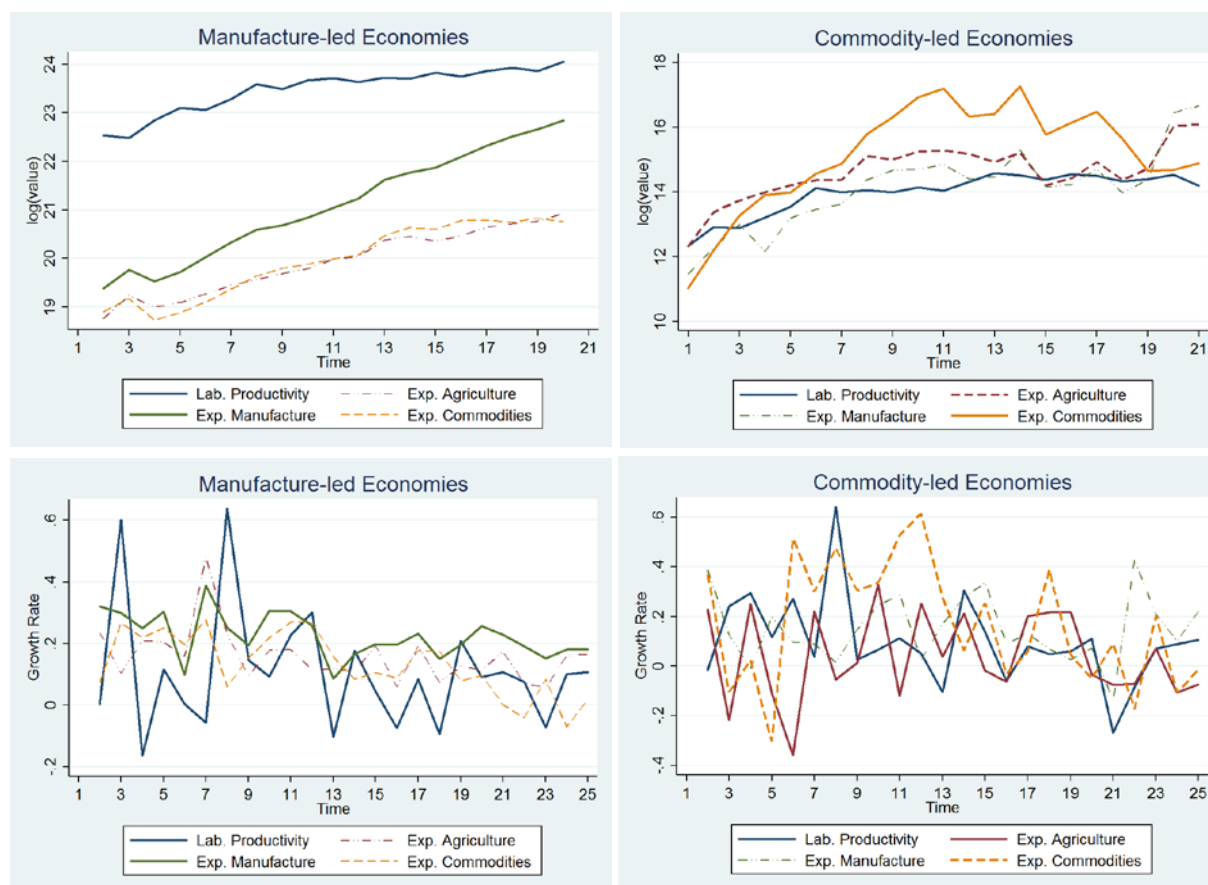 Manufacture-led Economies
log(value)
24
23
22
21
20
19
1 3 5 7 9 11 13 15 17 19 21
Time
Lab. Productivity Exp. Agriculture
Exp. Manufacture Exp. Commodities
Commodity-led Economies
log(value)
18
16
14
12
10
1 3 5 7 9 11 13 15 17 19 21
Time
Lab. Productivity Exp. Agriculture
Exp. Manufacture Exp. Commodities
Manufacture-led Economies
Growth Rate
.6
.4
.2
0
-.2
1 3 5 7 9 11 13 15 17 19 21 23 25
Time
Lab. Productivity Exp. Agriculture
Exp. Manufacture Exp. Commodities
Commodity-led Economies
Growth Rate
.6
.4
.2
0
-.2
-.4
1 3 5 7 9 11 13 15 17 19 21 23 25
Time
Lab. Productivity Exp. Agriculture
Exp. Manufacture Exp. Commodities